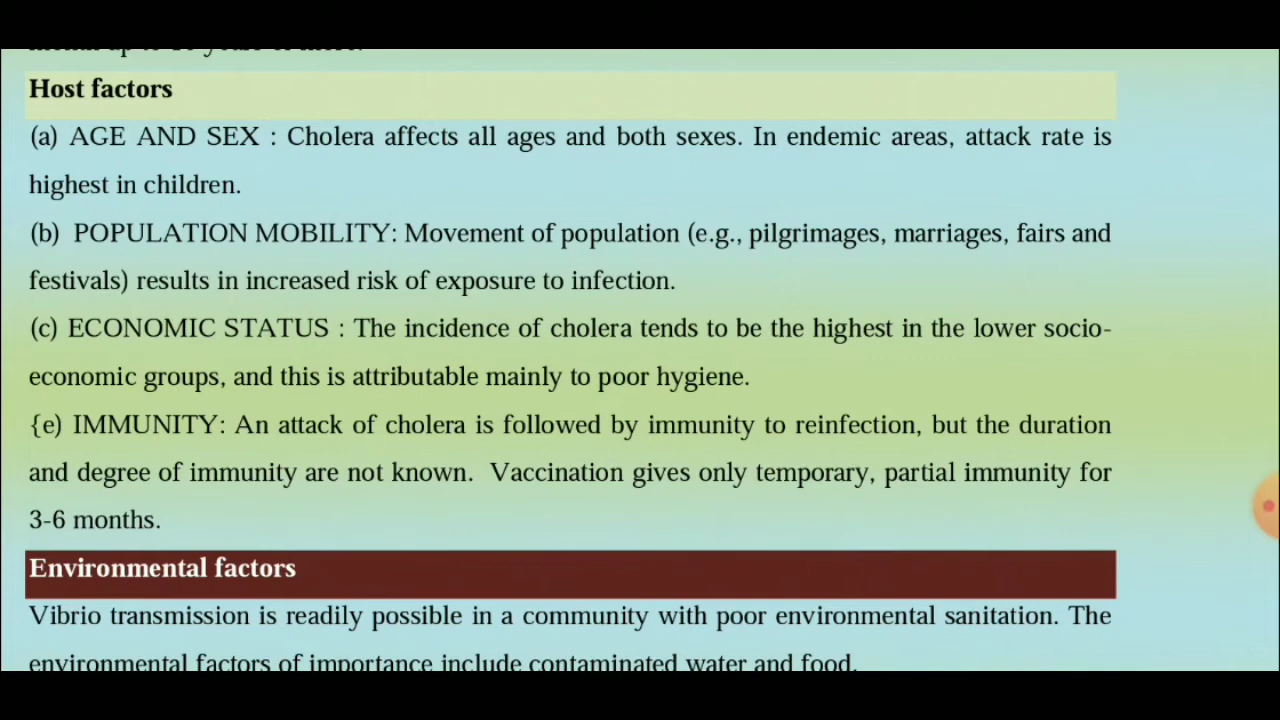 Host factors
(a) AGE AND SEX : Cholera affects all ages and both sexes. In endemic areas, attack rate is
highest in children.
(b) POPULATION MOBILITY: Movement of population (e.g., pilgrimages, marriages, fairs and
festivals) results in increased risk of exposure to infection.
(c) ECONOMIC STATUS : The incidence of cholera tends to be the highest in the lower socio-
economic groups, and this is attributable mainly to poor hygiene.
{e) IMMUNITY: An attack of cholera is followed by immunity to reinfection, but the duration
and degree of immunity are not known. Vaccination gives only temporary, partial immunity for
3-6 months.
Environmental factors
Vibrio transmission is readily possible in a community with poor environmental sanitation. The
environmental factors of importance include contaminated water and food.